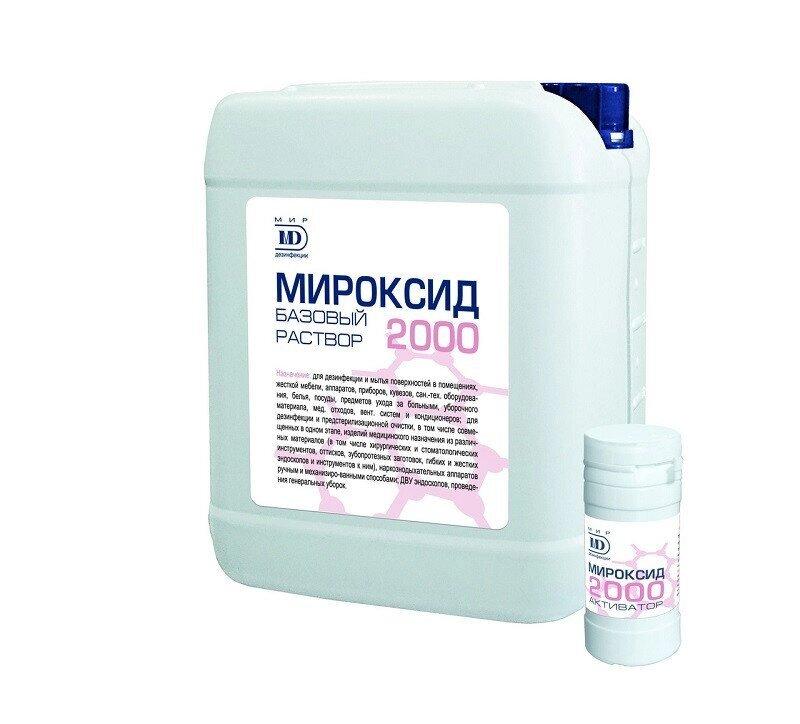 МИР
MD
дезинфекции
МИРОКСИД
БАЗОВЫЙ
РАСТВОР 2000
Назначение: для дезинфекции и мытья поверхностей в помещениях,
жесткой мебели, аппаратов, приборов, кувезов, сан.-тех. оборудова-
ния, белья, посуды, предметов ухода за больными, уборочного
материала, мед. отходов, вент. систем и кондиционеров; для
дезинфекции и предстерилизационной очистки, в том числе совме-
щенных в одном этапе, изделий медицинского назначения из различ-
ных материалов (в том числе хирургических и стоматологических
инструментов, оттисков, зубопротезных заготовок, гибких и жестких
эндоскопов и инструментов к ним), наркознодыхательных аппаратов
ручным и механизиро-ванными способами; ДВУ эндоскопов, проведе-
ния генеральных уборок.
МИР
MD
дезинфекции
МИРОКСИД
2000
АКТИВАТОР